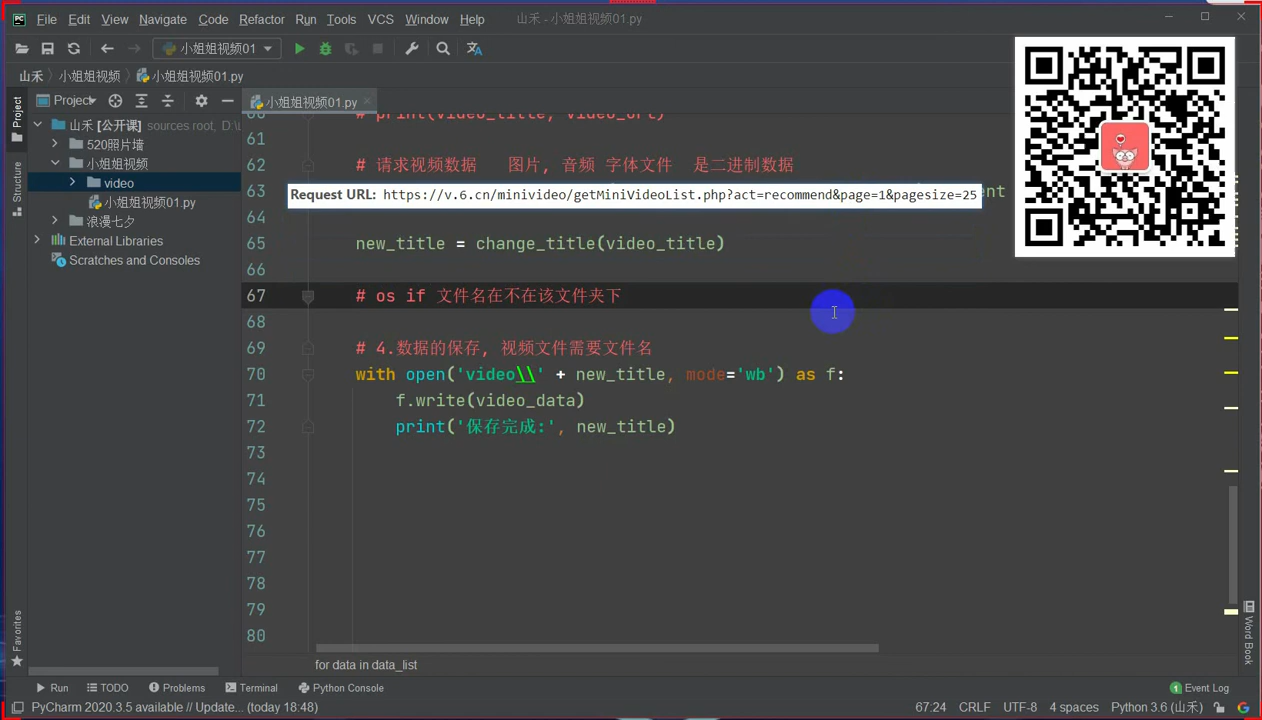 File Edit View Navigate Code Refactor Run Tools VCS Window Help 山禾 - 小姐姐视频01.py
小姐姐视频01
山禾 小姐姐视频 小姐姐视频01.py
Project
小姐姐视频01.py
山禾 [公开课] sources root, D:\
520照片墙
小姐姐视频
video
小姐姐视频01.py
浪漫七夕
External Libraries
Scratches and Consoles
Project
Structure
Favorites
60 # print(video_title, video_url)
61
62 # 请求视频数据 图片, 音频 字体文件 是二进制数据
63
Request URL: https://v.6.cn/minivideo/getMiniVideoList.php?act=recommend&page=1&pagesize=25
64
65 new_title = change_title(video_title)
66
67 # os if 文件名在不在该文件夹下
68
69 # 4.数据的保存, 视频文件需要文件名
70 with open('video\\' + new_title, mode='wb') as f:
71 f.write(video_data)
72 print('保存完成:', new_title)
73
74
75
76
77
78
79
80
for data in data_list
Word Book
Run TODO Problems Terminal Python Console 1 Event Log
PyCharm 2020.3.5 available // Update... (today 18:48) 67:24 CRLF UTF-8 4 spaces Python 3.6 (山禾)